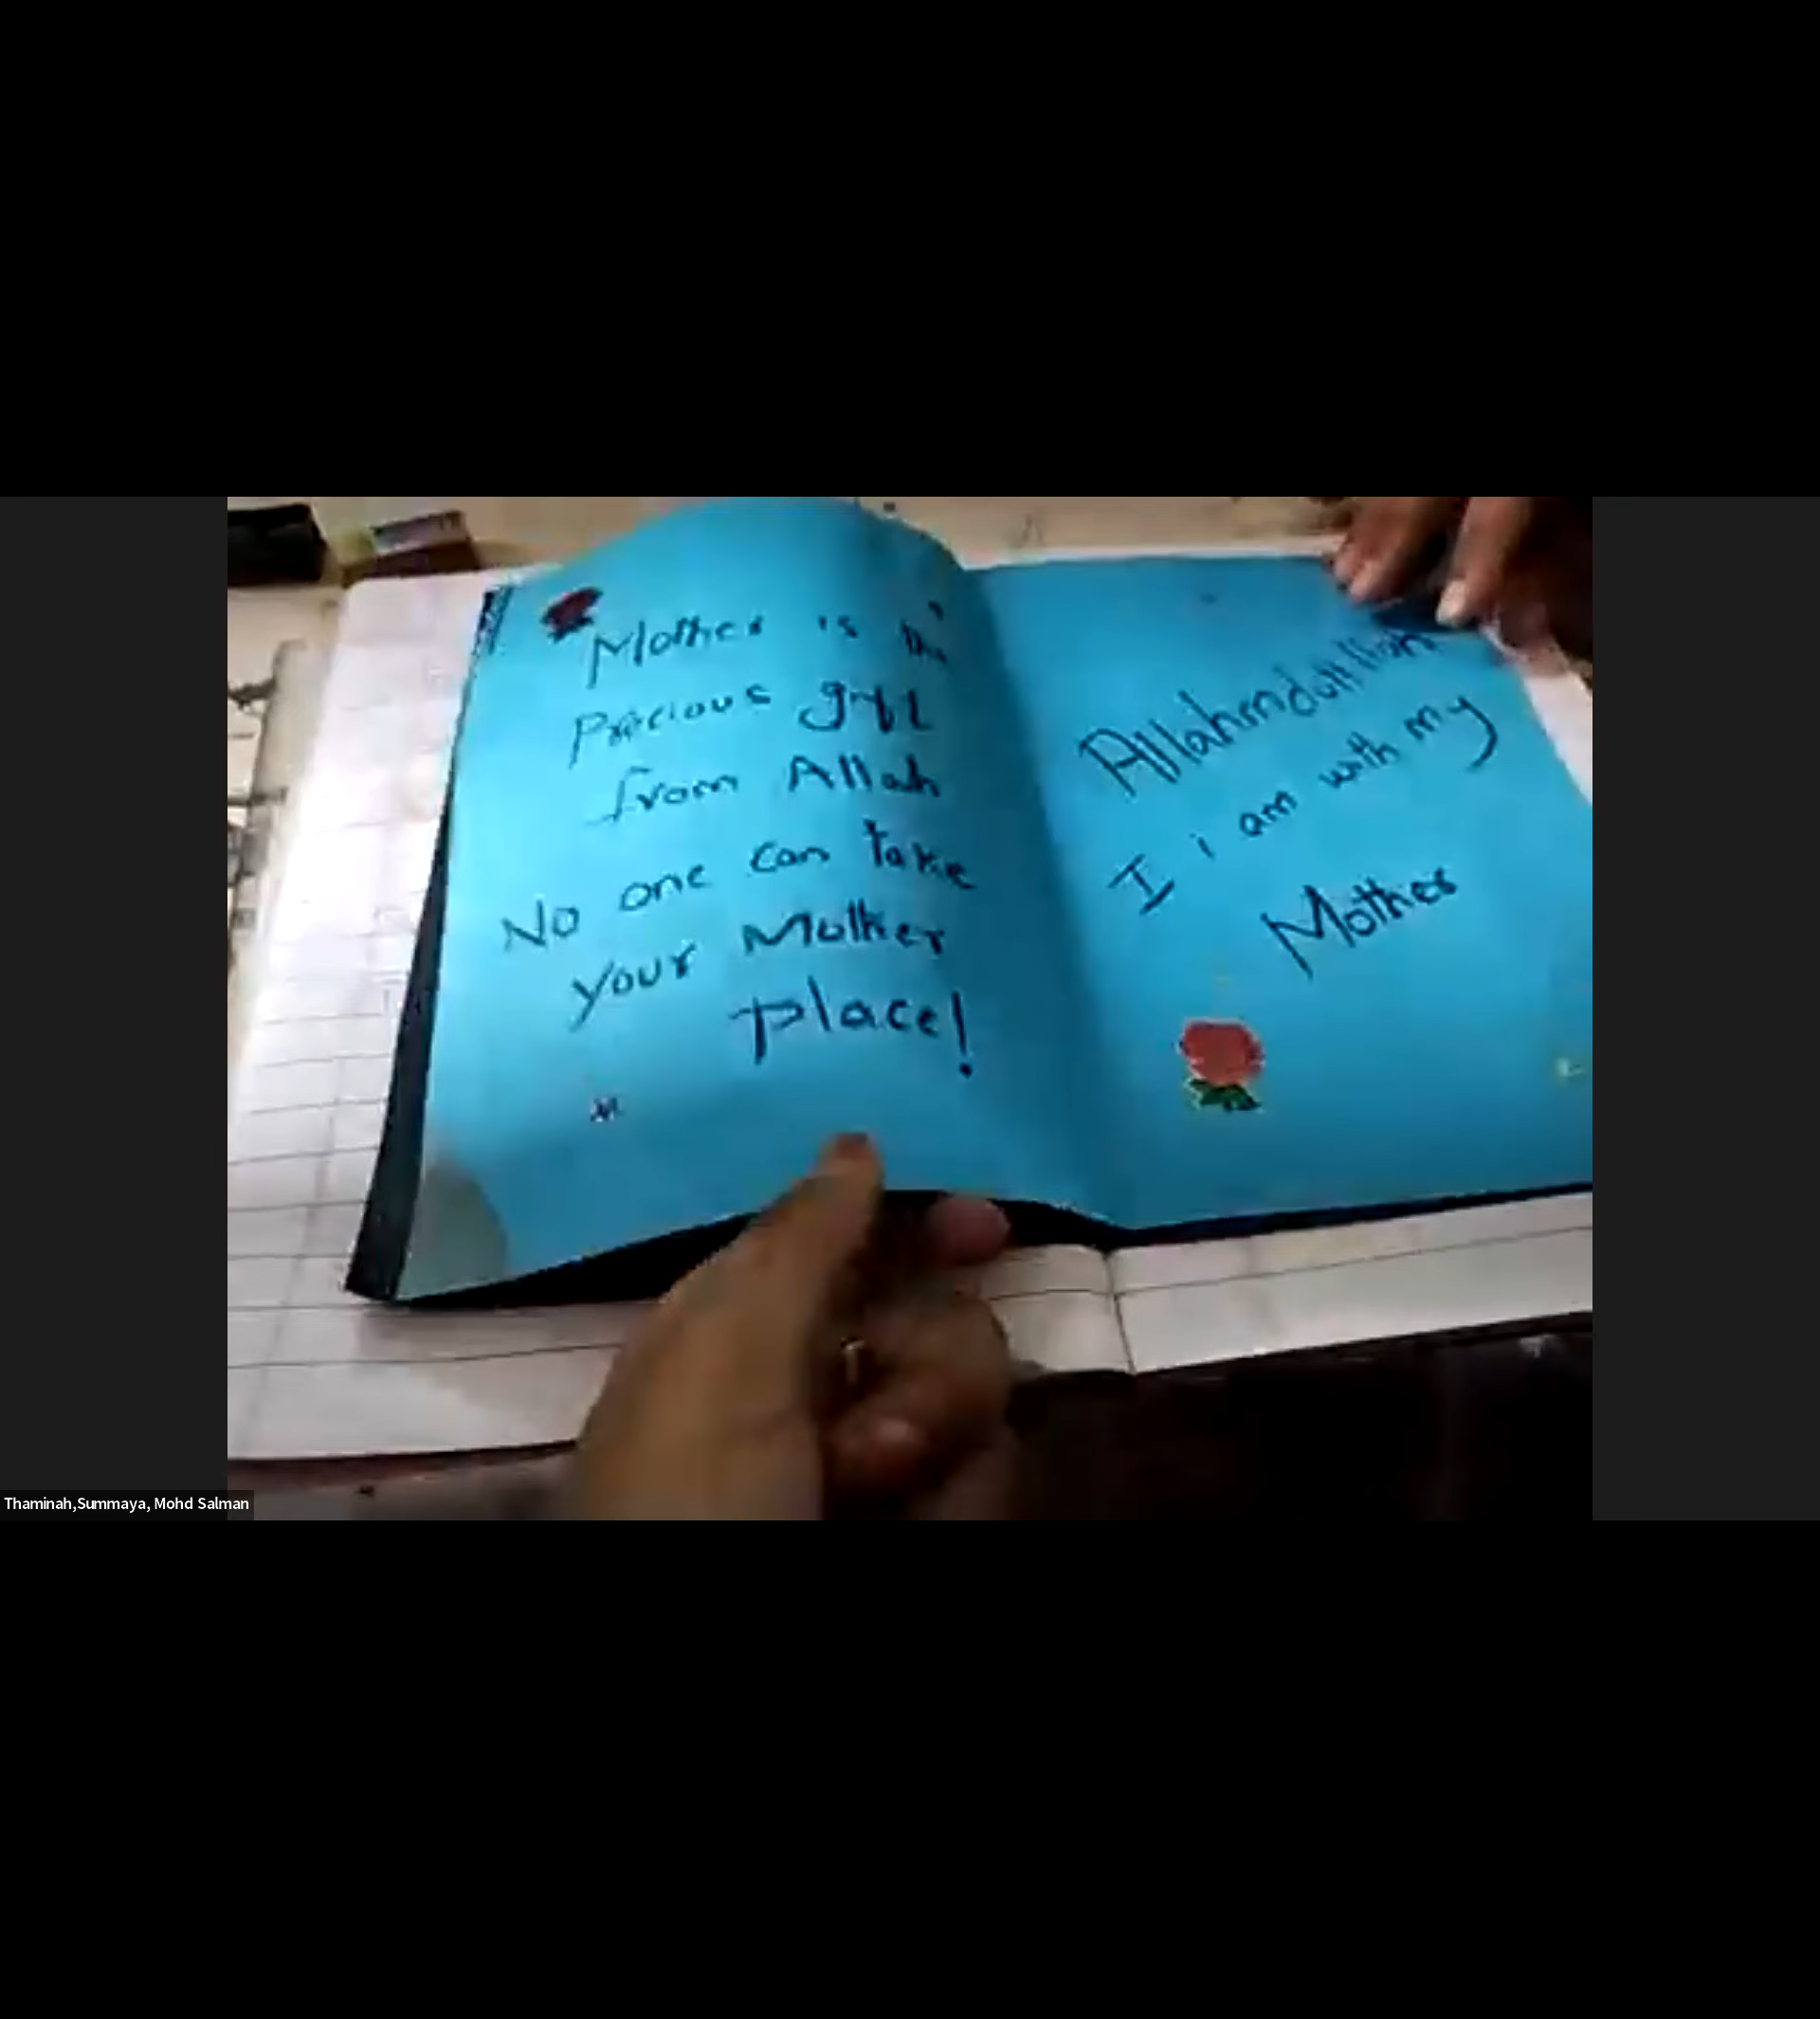 Mother is the
Precious gift
from Allah
No one can take
your Mother
place!
Allahmdulillah
I i am with my
Mother
Thaminah,Summaya, Mohd Salman